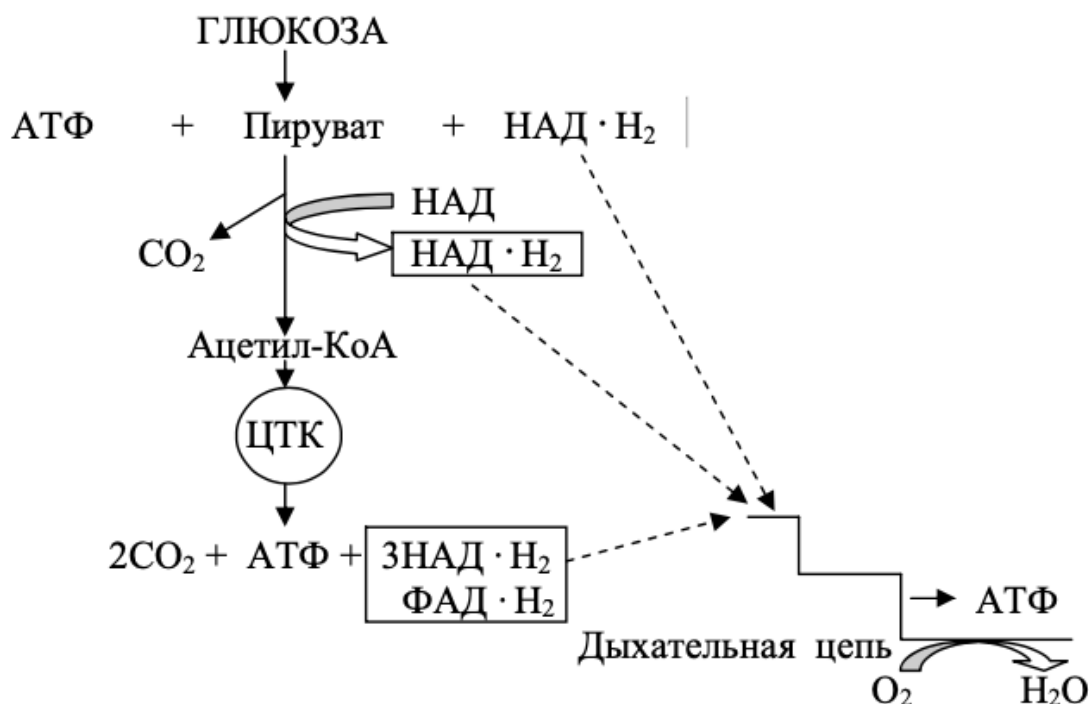 ГЛЮКОЗА
АТФ + Пируват + НАД · H₂
НАД
CO₂
НАД · H₂
Ацетил-КоА
ЦТК
2CO₂ + АТФ + 3НАД · H₂
ФАД · H₂
АТФ
Дыхательная цепь
O₂
H₂O